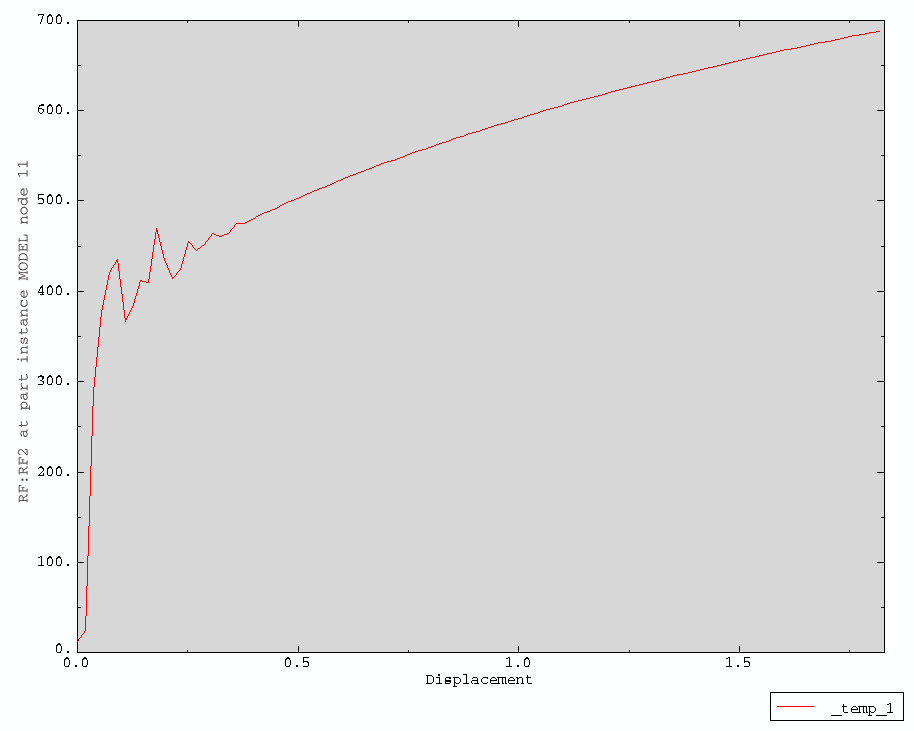 700.
600.
500.
400.
300.
200.
100.
0.
RF:RF2 at part instance MODEL node 11
0.0 0.5 1.0 1.5
Displacement
_temp_1